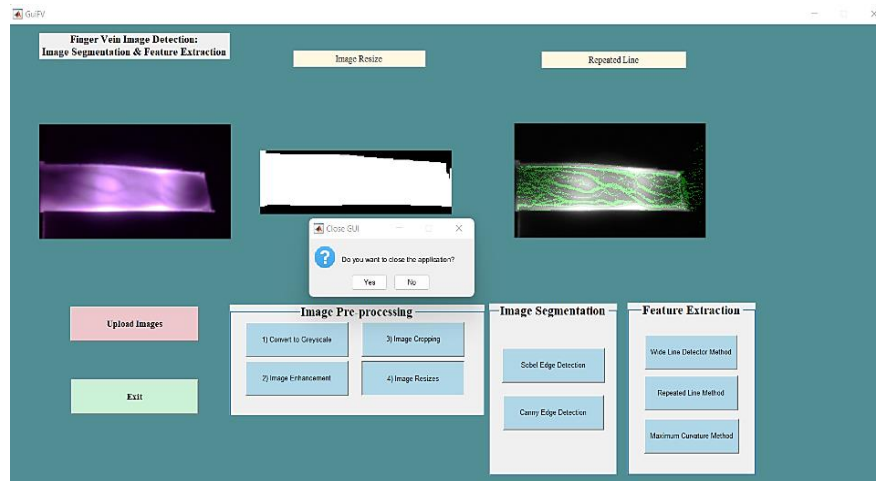 GuiFV
Finger Vein Image Detection:
Image Segmentation & Feature Extraction
Image Resize
Repeated Line
Close GUI
Do you want to close the application?
Yes
No
Upload Images
Exit
Image Pre-processing
1) Convert to Greyscale
3) Image Cropping
2) Image Enhancement
4) Image Resizes
Image Segmentation
Sobel Edge Detection
Canny Edge Detection
Feature Extraction
Wide Line Detector Method
Repeated Line Method
Maximum Curvature Method